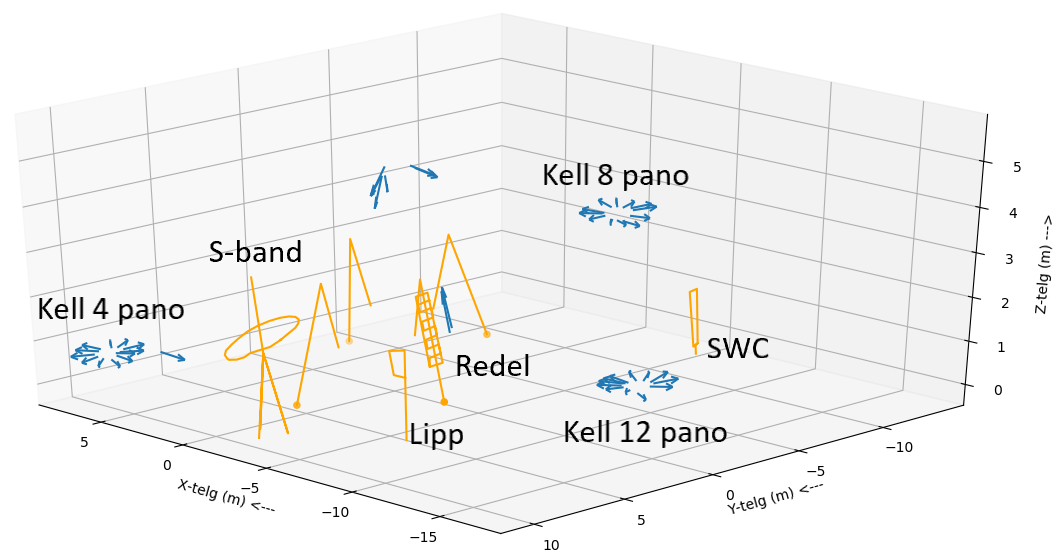 Kell 8 pano
S-band
Kell 4 pano
SWC
Redel
Lipp
Kell 12 pano
5
4
3
2
1
0
Z-telg (m) --->
5
0
−5
−10
−15
X-telg (m) <---
10
5
0
−5
−10
Y-telg (m) <---